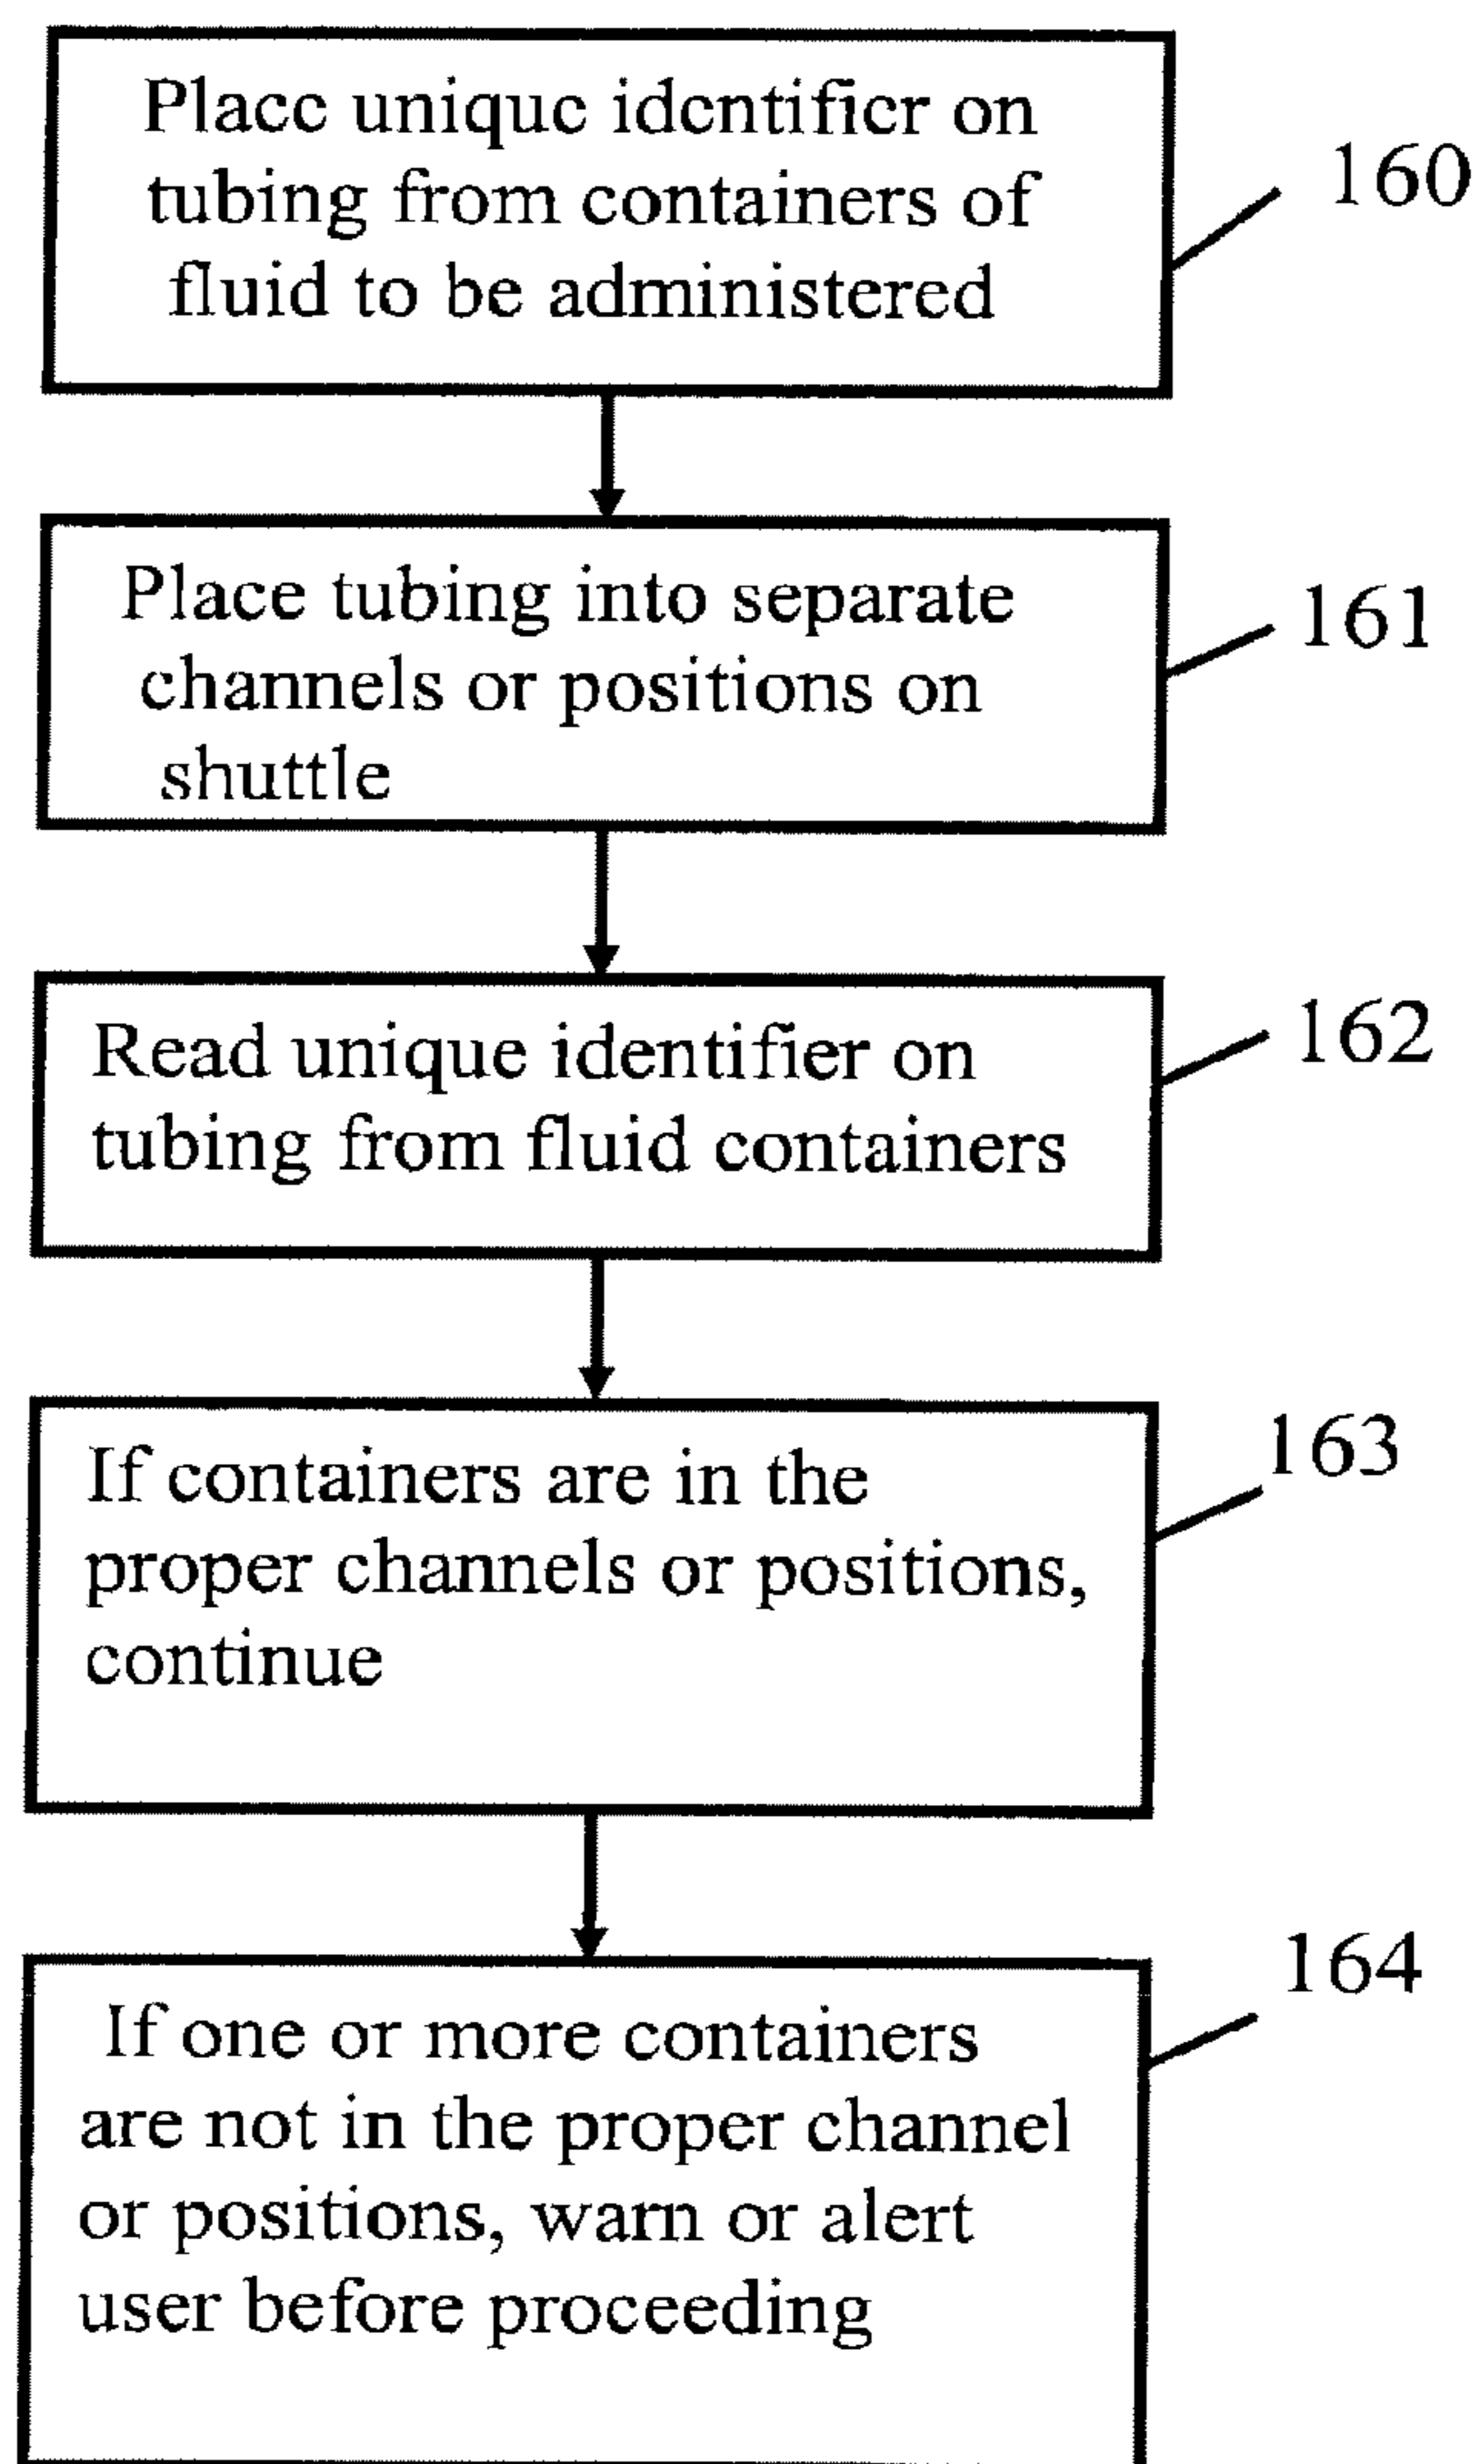 Place unique identifier on
tubing from containers of
fluid to be administered
160
Place tubing into separate
channels or positions on
shuttle
161
Read unique identifier on
tubing from fluid containers
162
If containers are in the
proper channels or positions,
continue
163
If one or more containers
are not in the proper channel
or positions, warn or alert
user before proceeding
164